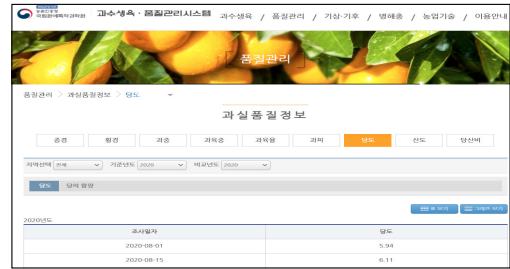 농촌진흥청
국립원예특작과학원
과수생육·품질관리시스템
과수생육 / 품질관리 / 기상·기후 / 병해충 / 농업기술 / 이용안내
품질관리
품질관리 > 과실품질정보 > 당도
과실품질정보
종경 횡경 과중 과육중 과육율 과피 당도 산도 당산비
지역선택 전체 기준년도 2020 비교년도 2020
당도 당의 함량
표 보기 그래프 보기
2020년도
조사일자 당도
2020-08-01 5.94
2020-08-15 6.11